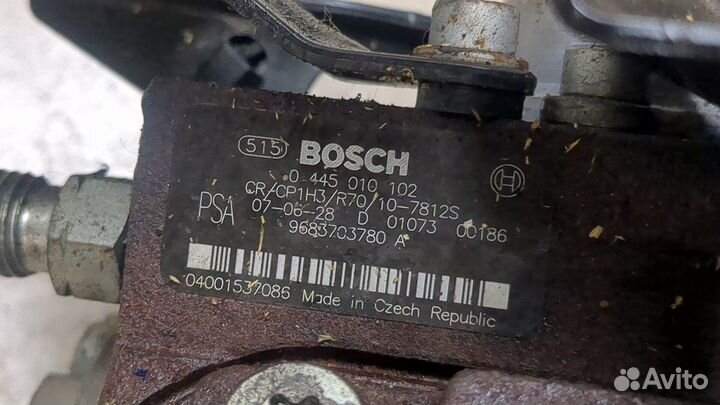 515 BOSCH
0 445 010 102
CR/CP1H3/R70/10-7812S
PSA 07-06-28 D 01073 00186
9683703780 A
04001537086 Made in Czech Republic
Avito